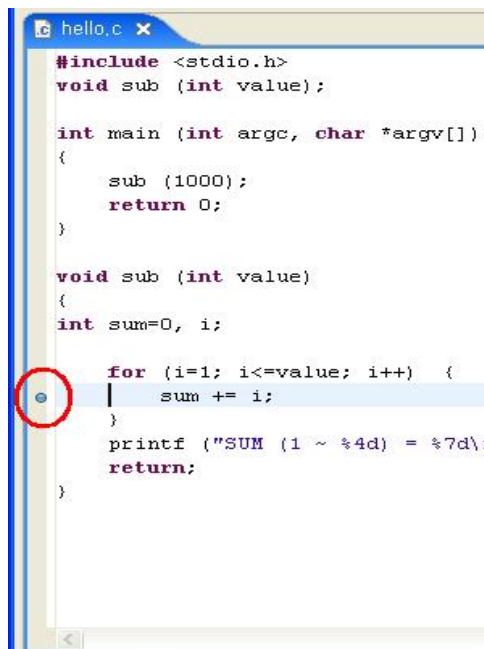 hello.c
#include <stdio.h>
void sub (int value);
int main (int argc, char *argv[])
{
sub (1000);
return 0;
}
void sub (int value)
{
int sum=0, i;
for (i=1; i<=value; i++) {
sum += i;
}
printf ("SUM (1 ~ %4d) = %7d\
return;
}